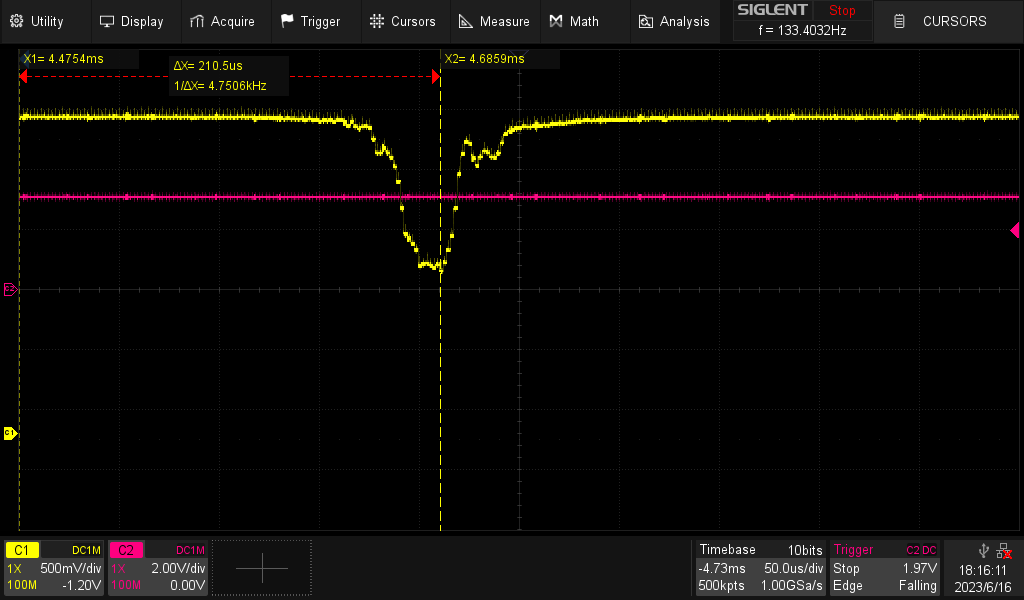 Utility Display Acquire Trigger Cursors Measure Math Analysis SIGLENT Stop CURSORS
f = 133.4032Hz
X1= 4.4754ms X2= 4.6859ms
ΔX= 210.5us
1/ΔX= 4.7506kHz
C2
C1
C1 DC1M C2 DC1M Timebase 10bits Trigger C2 DC
1X 500mV/div 1X 2.00V/div -4.73ms 50.0us/div Stop 1.97V 18:16:11
100M -1.20V 100M 0.00V 500kpts 1.00GSa/s Edge Falling 2023/6/16